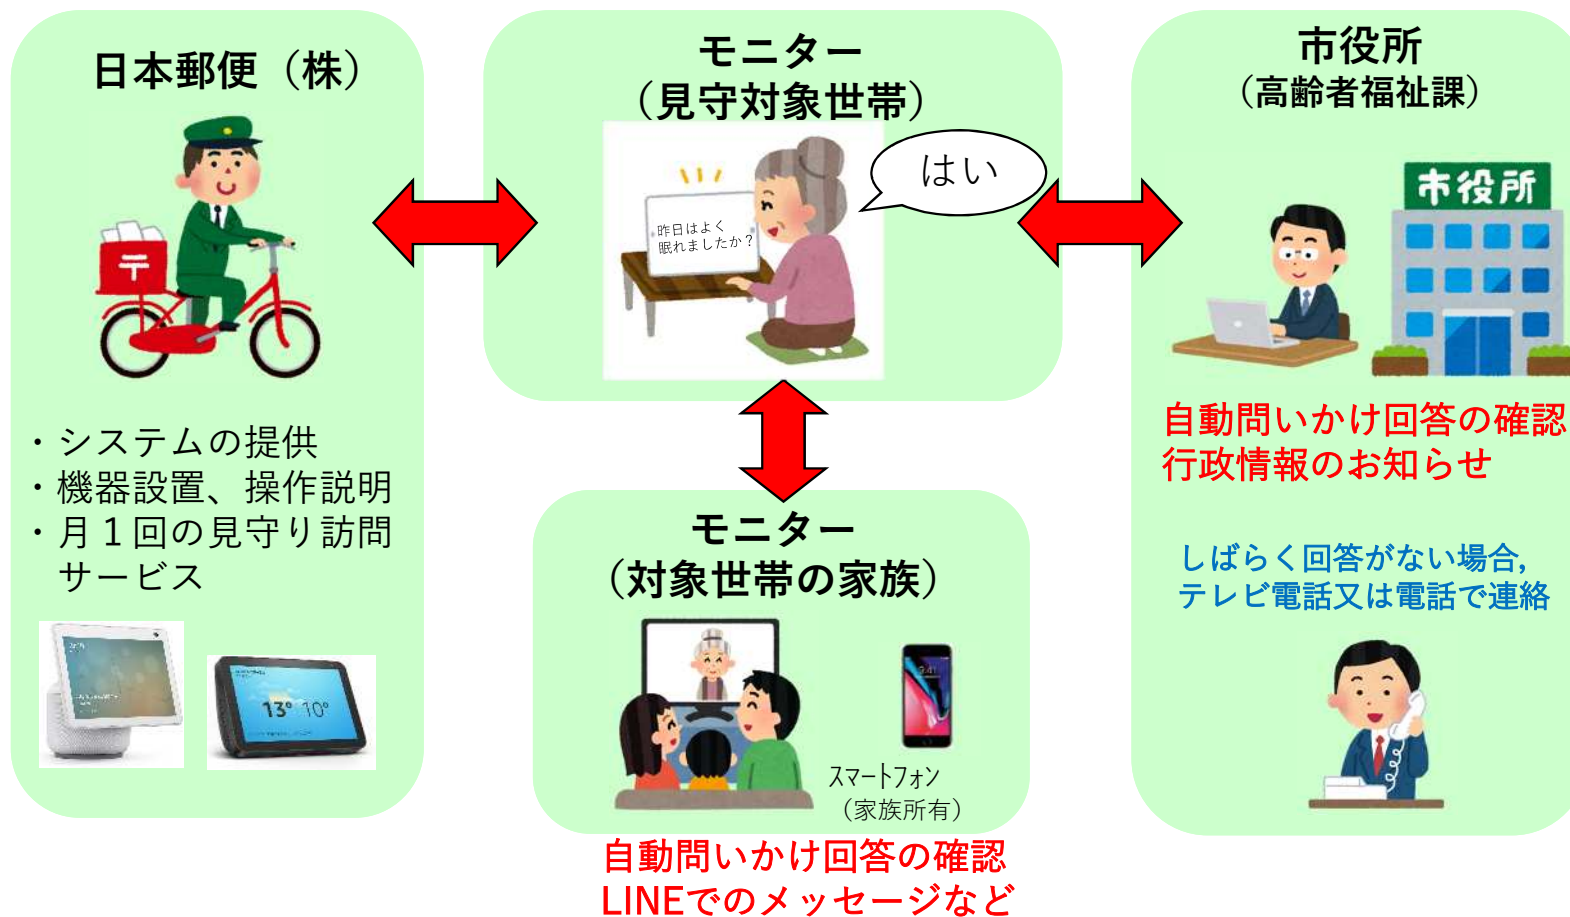 日本郵便（株）
・システムの提供
・機器設置、操作説明
・月１回の見守り訪問
サービス
13° 10°
モニター
（見守対象世帯）
昨日はよく
眠れましたか？
はい
モニター
（対象世帯の家族）
9:41
スマートフォン
（家族所有）
自動問いかけ回答の確認
LINEでのメッセージなど
市役所
（高齢者福祉課）
市役所
自動問いかけ回答の確認
行政情報のお知らせ
しばらく回答がない場合,
テレビ電話又は電話で連絡